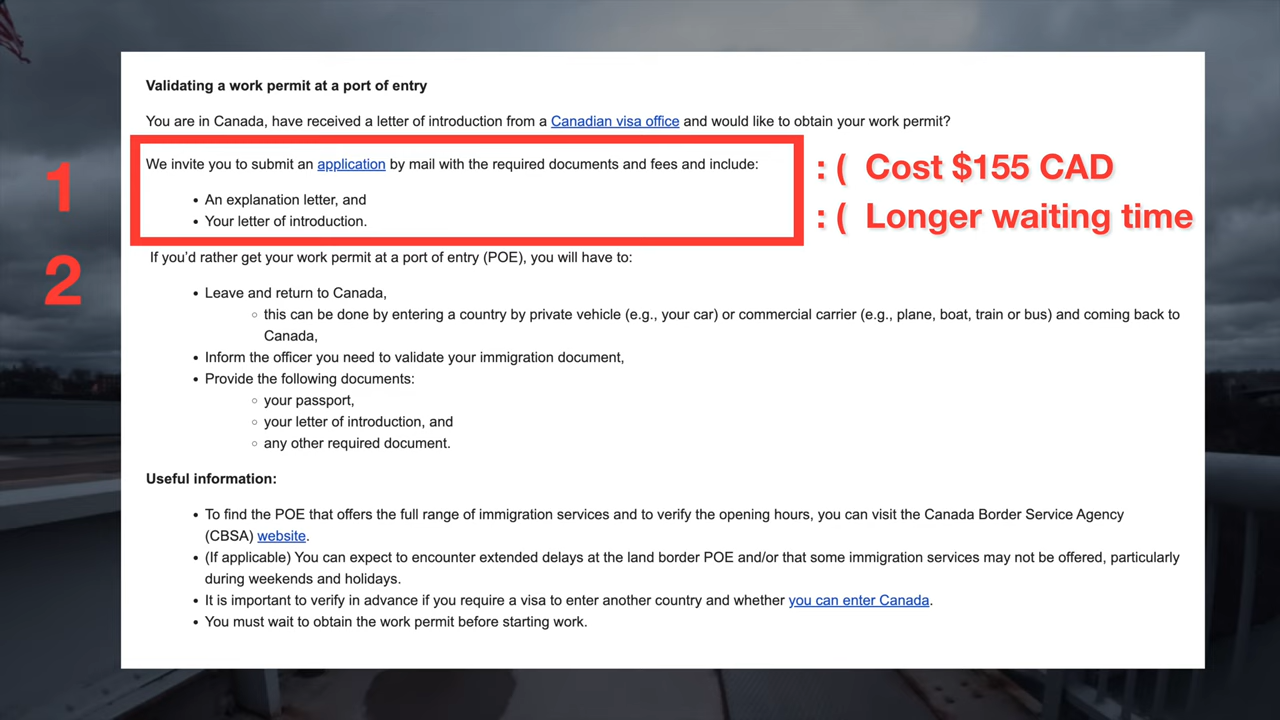 Validating a work permit at a port of entry
You are in Canada, have received a letter of introduction from a Canadian visa office and would like to obtain your work permit?
1
We invite you to submit an application by mail with the required documents and fees and include:
• An explanation letter, and
• Your letter of introduction.
: ( Cost $155 CAD
: ( Longer waiting time
2
If you’d rather get your work permit at a port of entry (POE), you will have to:
• Leave and return to Canada,
◦ this can be done by entering a country by private vehicle (e.g., your car) or commercial carrier (e.g., plane, boat, train or bus) and coming back to
Canada,
• Inform the officer you need to validate your immigration document,
• Provide the following documents:
◦ your passport,
◦ your letter of introduction, and
◦ any other required document.
Useful information:
• To find the POE that offers the full range of immigration services and to verify the opening hours, you can visit the Canada Border Service Agency
(CBSA) website.
• (If applicable) You can expect to encounter extended delays at the land border POE and/or that some immigration services may not be offered, particularly
during weekends and holidays.
• It is important to verify in advance if you require a visa to enter another country and whether you can enter Canada.
• You must wait to obtain the work permit before starting work.